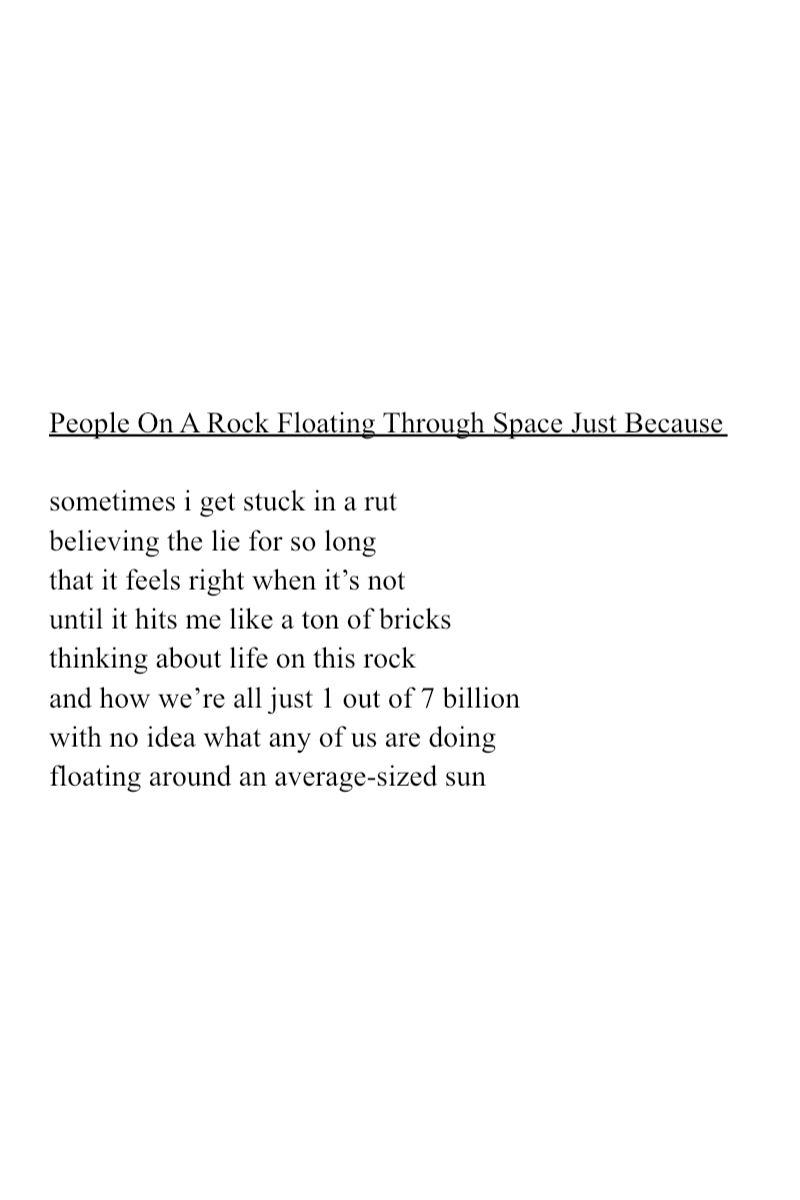 People On A Rock Floating Through Space Just Because
sometimes i get stuck in a rut
believing the lie for so long
that it feels right when it’s not
until it hits me like a ton of bricks
thinking about life on this rock
and how we’re all just 1 out of 7 billion
with no idea what any of us are doing
floating around an average-sized sun